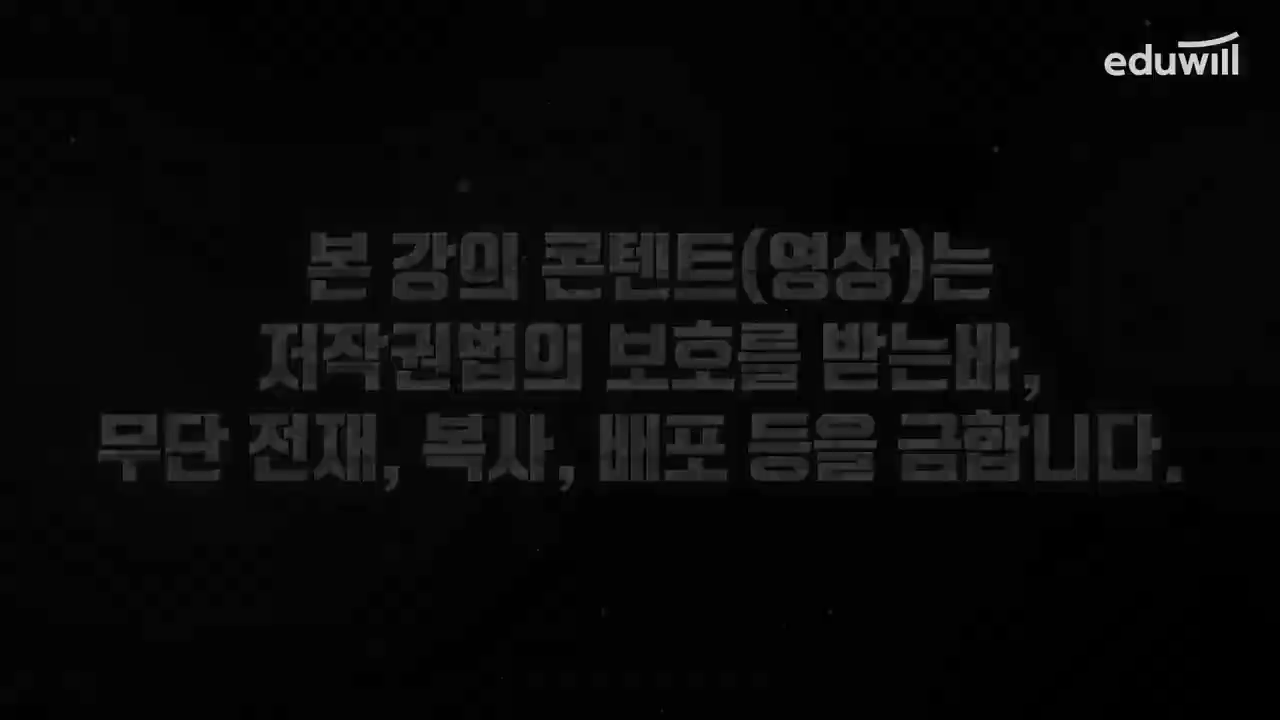 eduwill
본 강의 콘텐트(영상)는
저작권법의 보호를 받는바,
무단 전재, 복사, 배포 등을 금합니다.